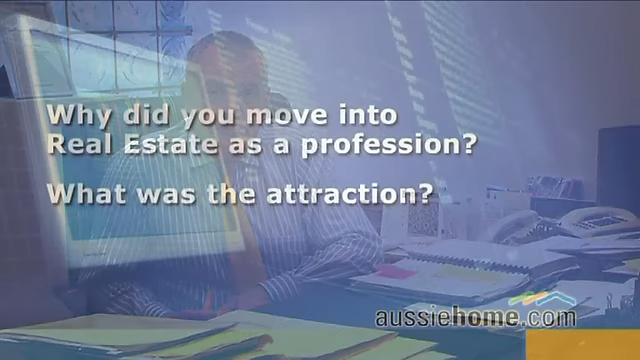 Why did you move into
Real Estate as a profession?
What was the attraction?
aussiehome.com